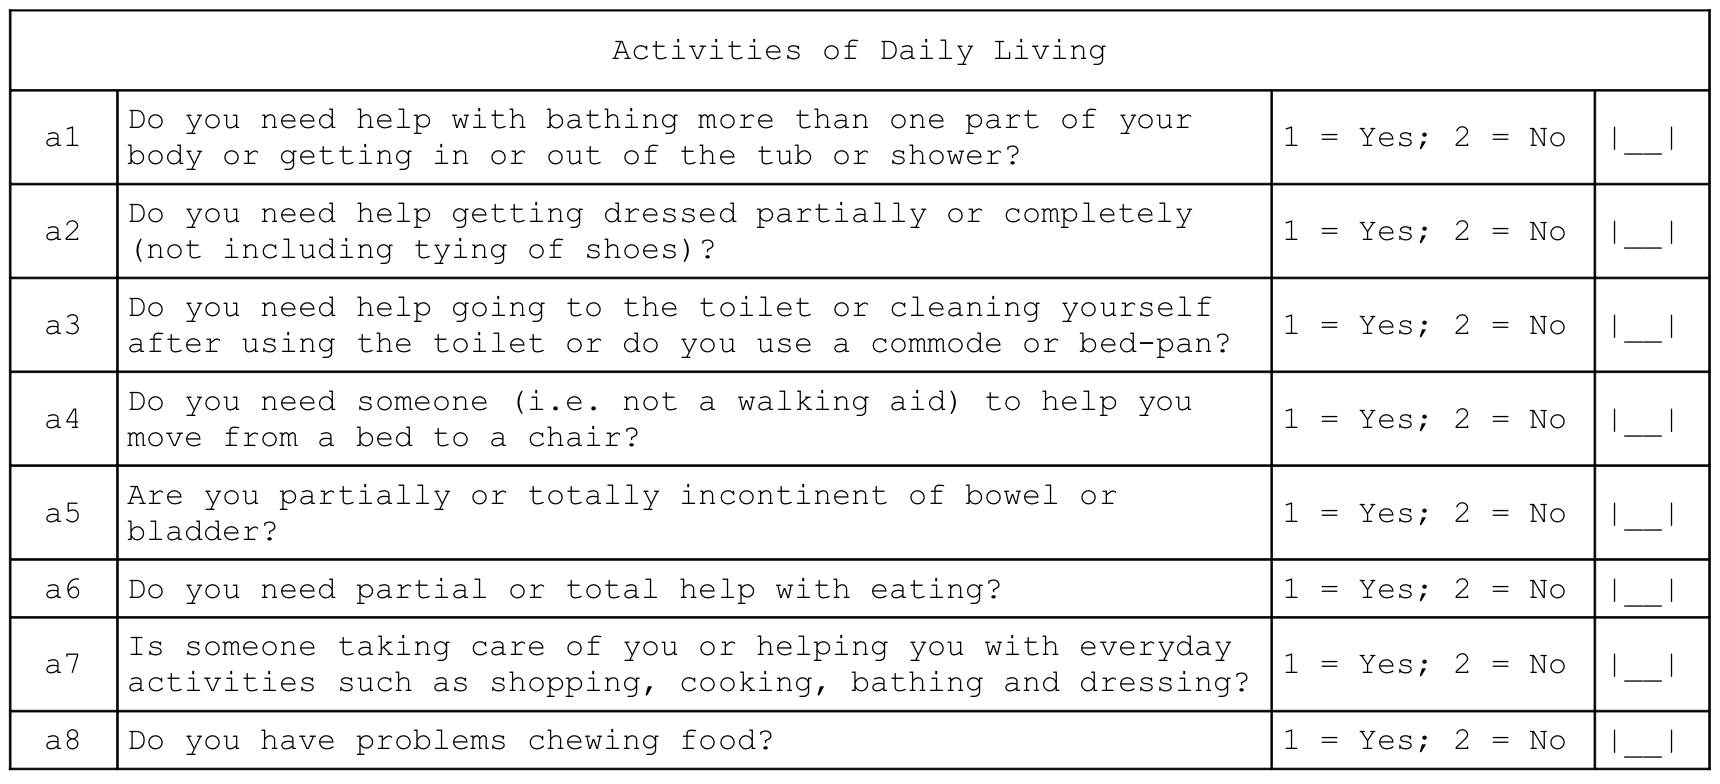 Activities of Daily Living
a1
Do you need help with bathing more than one part of your
body or getting in or out of the tub or shower?
1 = Yes; 2 = No
|__|
a2
Do you need help getting dressed partially or completely
(not including tying of shoes)?
1 = Yes; 2 = No
|__|
a3
Do you need help going to the toilet or cleaning yourself
after using the toilet or do you use a commode or bed-pan?
1 = Yes; 2 = No
|__|
a4
Do you need someone (i.e. not a walking aid) to help you
move from a bed to a chair?
1 = Yes; 2 = No
|__|
a5
Are you partially or totally incontinent of bowel or
bladder?
1 = Yes; 2 = No
|__|
a6
Do you need partial or total help with eating?
1 = Yes; 2 = No
|__|
a7
Is someone taking care of you or helping you with everyday
activities such as shopping, cooking, bathing and dressing?
1 = Yes; 2 = No
|__|
a8
Do you have problems chewing food?
1 = Yes; 2 = No
|__|